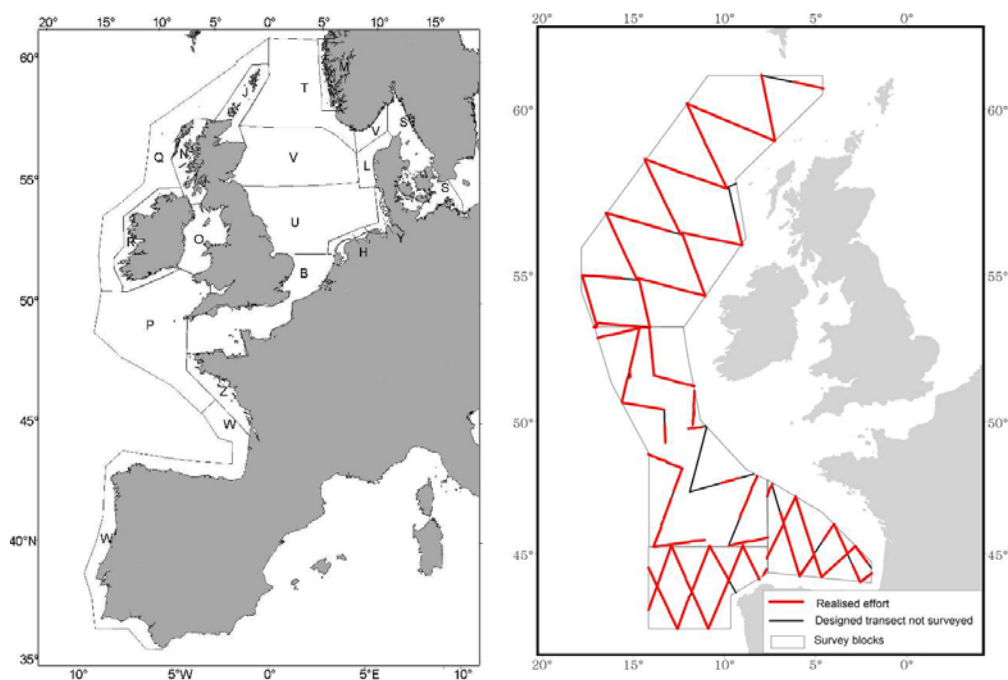 15° 10° 5° 0° 5° 10° 15°
60°
55°
50°
45°
40°N
35°
M
T
J
V
S
V
Q
N
L
S
U
R
O
Y
H
B
P
Z
W
W
10° 5°W 0° 5°E 10°
20° 15° 10° 5° 0°
60° 60°
55° 55°
50° 50°
45° 45°
Realised effort
Designed transect not surveyed
Survey blocks
20° 15° 10° 5° 0°